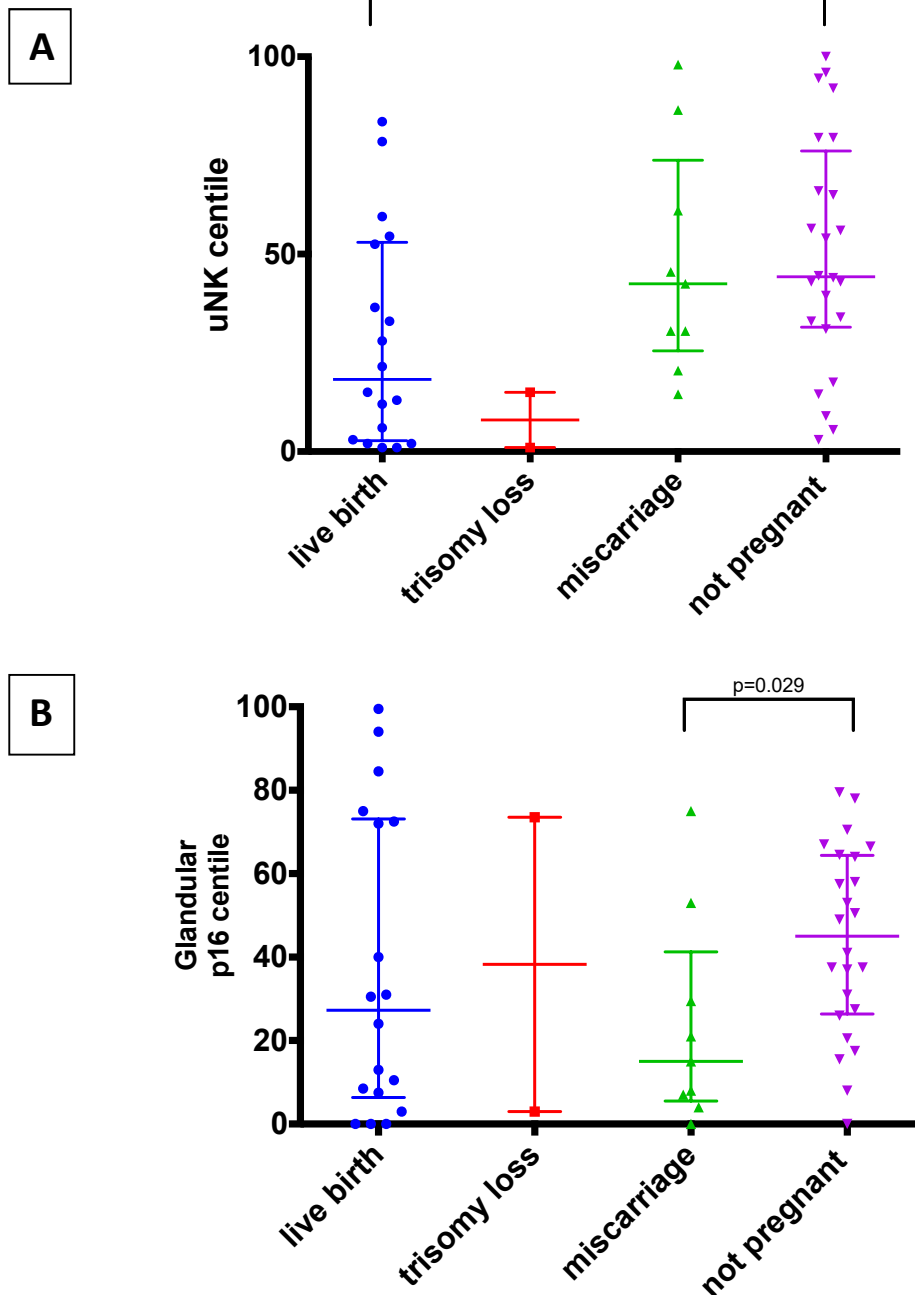 A
100
50
0
uNK centile
live birth
trisomy loss
miscarriage
not pregnant
B
p=0.029
100
80
60
40
20
0
Glandular
p16 centile
live birth
trisomy loss
miscarriage
not pregnant